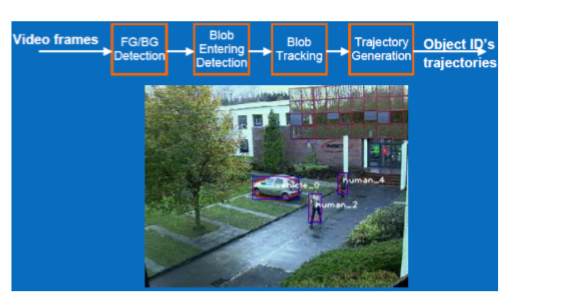 Video frames
FG/BG
Detection
Blob
Entering
Detection
Blob
Tracking
Trajectory
Generation
Object ID's
trajectories
human_4
human_2